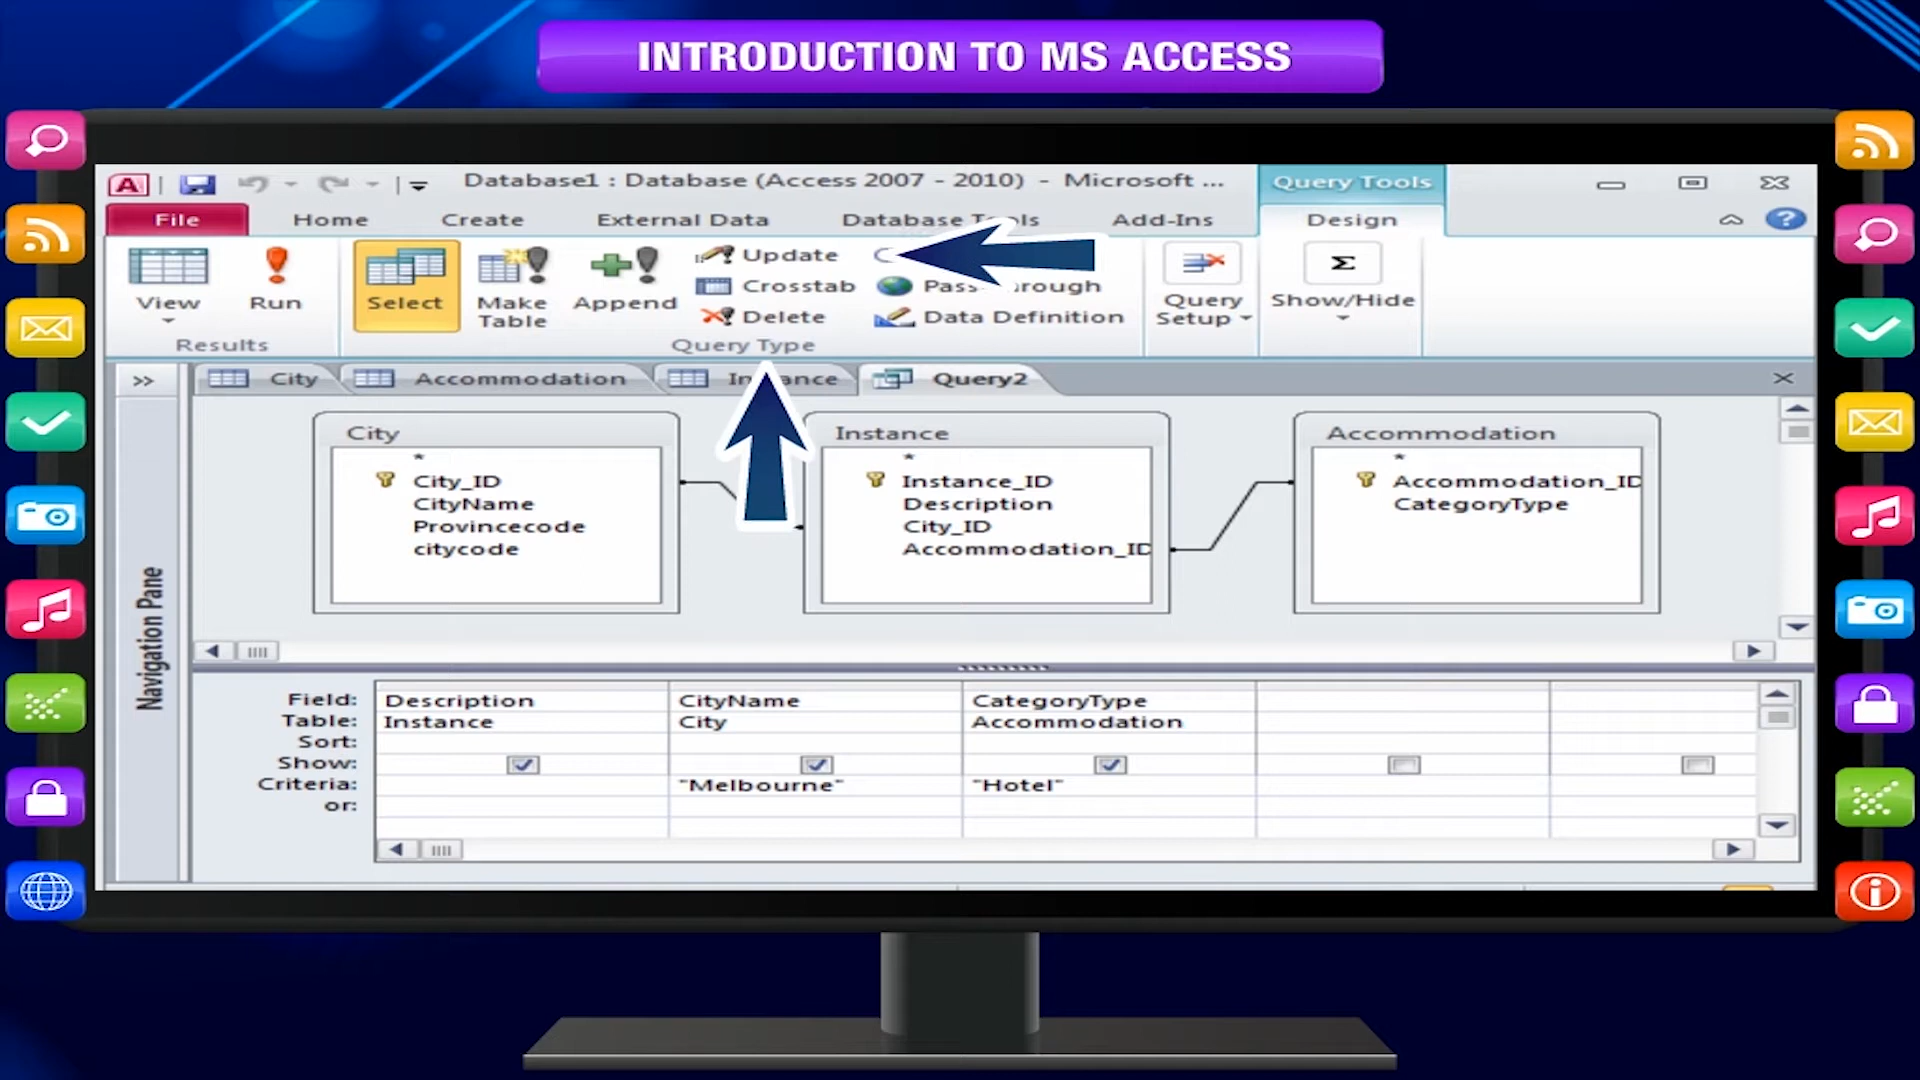 INTRODUCTION TO MS ACCESS
Database1 : Database (Access 2007 - 2010) - Microsoft ...
Query Tools
File Home Create External Data Database Add-Ins Design
View Run
Results
Select Make Table Append
Update
Crosstab
Delete
Data Definition
Query Type
Query Setup
Show/Hide
City Accommodation Query2
Navigation Pane
City
*
City_ID
CityName
Provincecode
citycode
Instance
*
Instance_ID
Description
City_ID
Accommodation_ID
Accommodation
*
Accommodation_ID
CategoryType
Field: Description CityName CategoryType
Table: Instance City Accommodation
Sort:
Show:
Criteria: "Melbourne" "Hotel"
or: